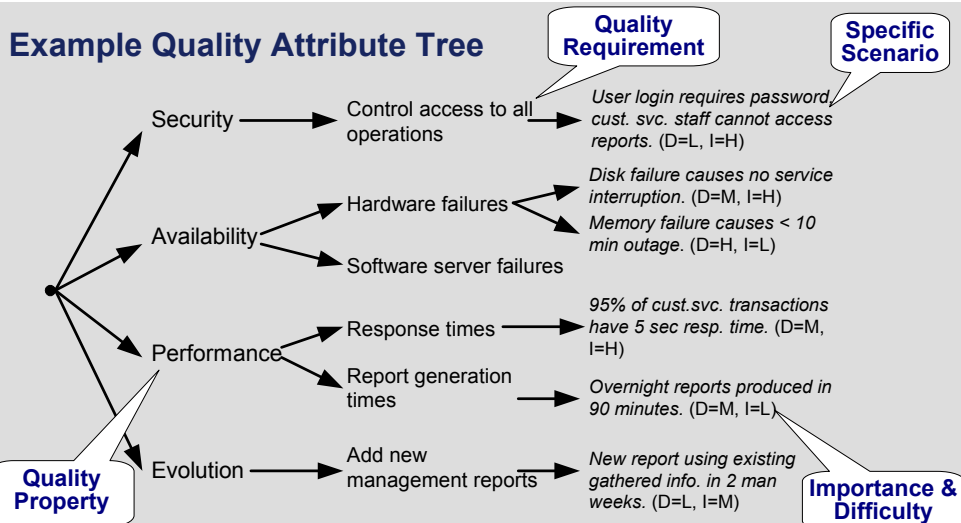 Example Quality Attribute Tree
Quality
Requirement
Specific
Scenario
Security
Control access to all
operations
User login requires password,
cust. svc. staff cannot access
reports. (D=L, I=H)
Availability
Hardware failures
Disk failure causes no service
interruption. (D=M, I=H)
Memory failure causes < 10
min outage. (D=H, I=L)
Software server failures
Performance
Response times
95% of cust.svc. transactions
have 5 sec resp. time. (D=M,
I=H)
Report generation
times
Overnight reports produced in
90 minutes. (D=M, I=L)
Evolution
Add new
management reports
New report using existing
gathered info. in 2 man
weeks. (D=L, I=M)
Quality
Property
Importance &
Difficulty